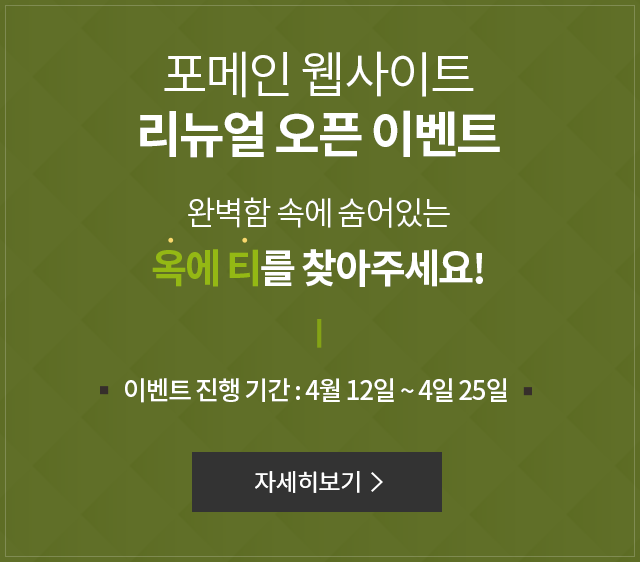 포메인 웹사이트
리뉴얼 오픈 이벤트
완벽함 속에 숨어있는
옥에 티를 찾아주세요!
이벤트 진행 기간 : 4월 12일 ~ 4일 25일
자세히보기 >